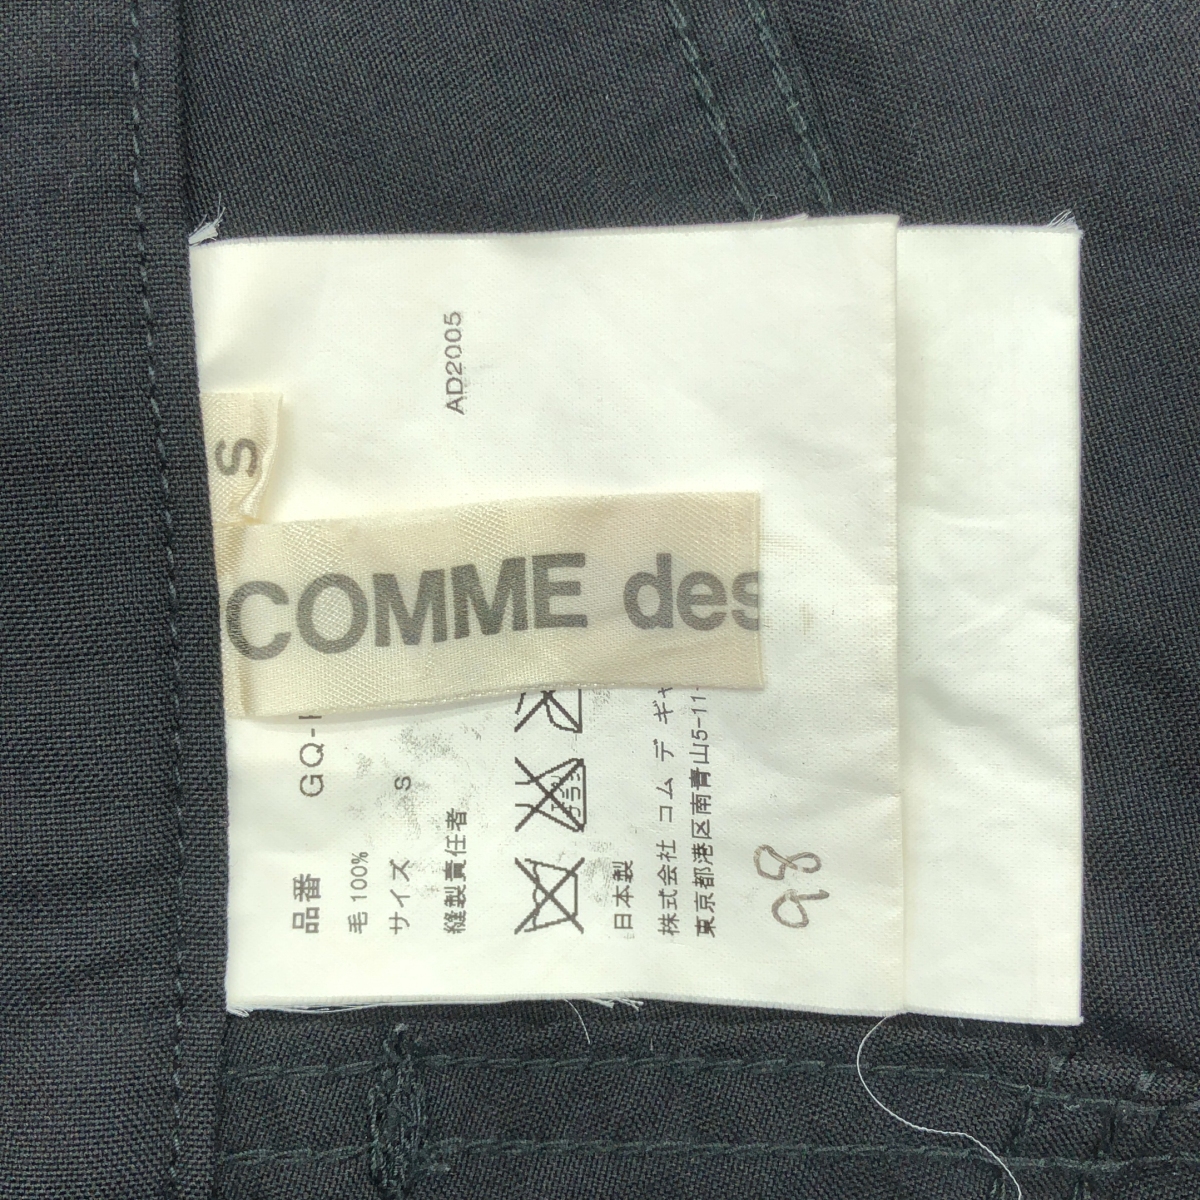 S
COMME des
AD2005
品番 GQ-
毛 100%
サイズ S
縫製責任者
日本製
株式会社 コム デ ギャ
東京都港区南青山5-11-
98